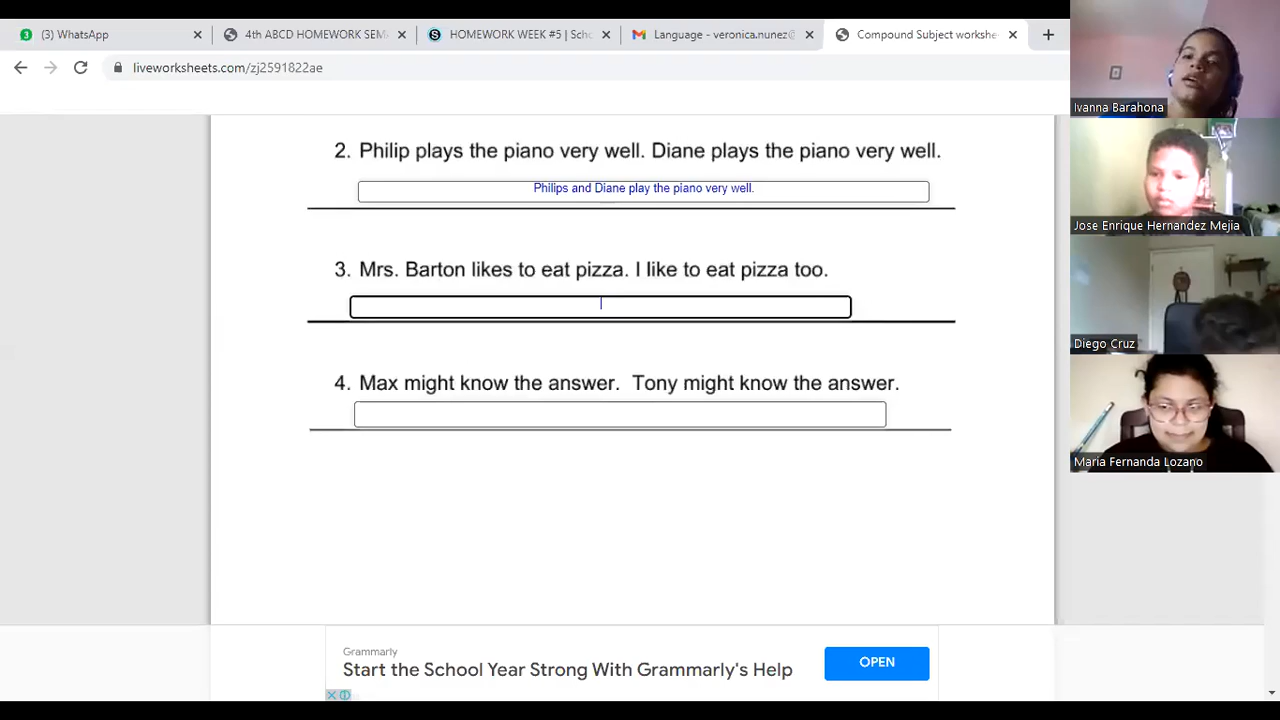 (3) WhatsApp
4th ABCD HOMEWORK SEM
HOMEWORK WEEK #5 | Scho
Language - veronica.nunez@
Compound Subject workshe
liveworksheets.com/zj2591822ae
Ivanna Barahona
2. Philip plays the piano very well. Diane plays the piano very well.
Philips and Diane play the piano very well.
Jose Enrique Hernandez Mejia
3. Mrs. Barton likes to eat pizza. I like to eat pizza too.
Diego Cruz
4. Max might know the answer. Tony might know the answer.
Maria Fernanda Lozano
Grammarly
Start the School Year Strong With Grammarly's Help
OPEN